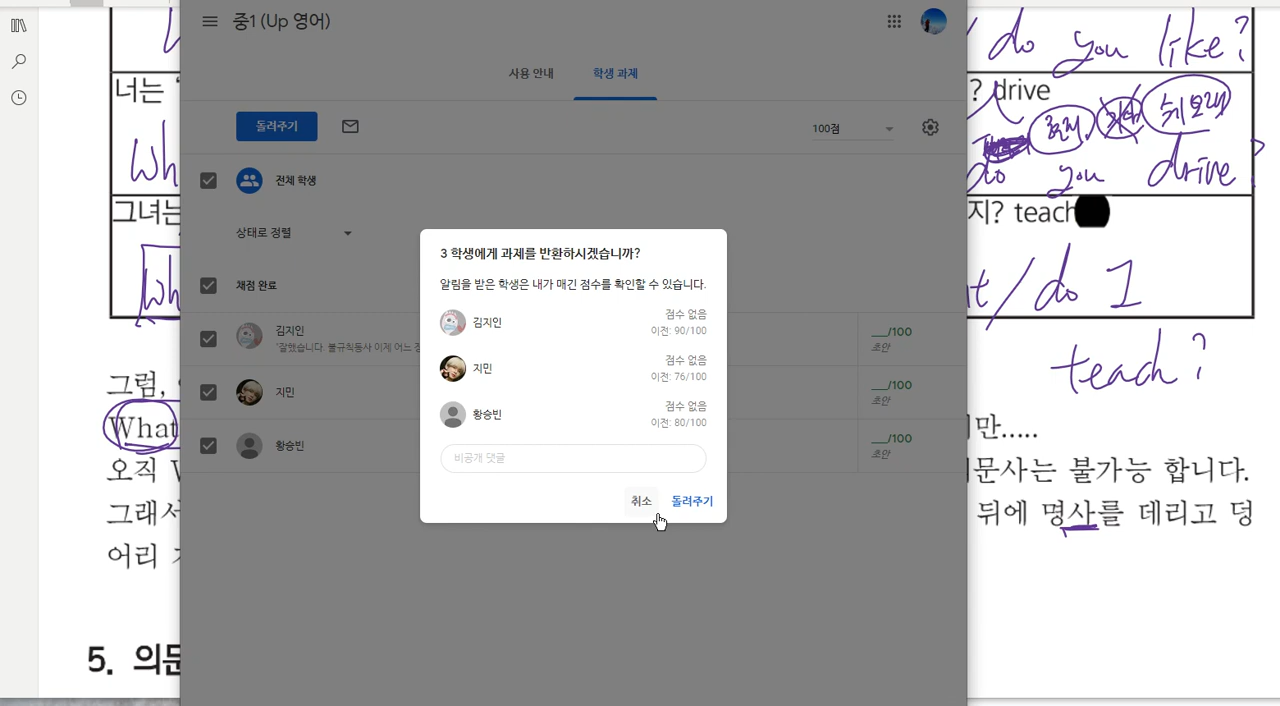 중1 (Up 영어)
사용 안내
학생 과제
돌려주기
100점
전체 학생
상태로 정렬
채점 완료
김지인
"잘했습니다. 불규칙동사 이제 어느
___/100
초안
지민
___/100
초안
황승빈
___/100
초안
3 학생에게 과제를 반환하시겠습니까?
알림을 받은 학생은 내가 매긴 점수를 확인할 수 있습니다.
김지인
점수 없음
이전: 90/100
지민
점수 없음
이전: 76/100
황승빈
점수 없음
이전: 80/100
비공개 댓글
취소
돌려주기
do you like?
너는
? drive
Wh
do you drive?
그녀는
지? teach
Wh
/do I
teach?
그럼,
What
만.....
오직
문사는 불가능 합니다.
그래서
뒤에 명사를 데리고 덩
어리
5. 의문